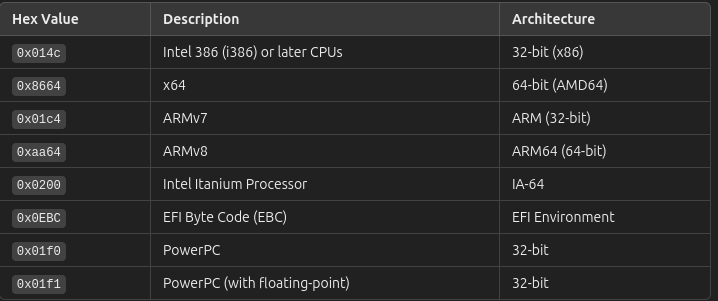 Hex Value Description Architecture
0x014c Intel 386 (i386) or later CPUs 32-bit (x86)
0x8664 x64 64-bit (AMD64)
0x01c4 ARMv7 ARM (32-bit)
0xaa64 ARMv8 ARM64 (64-bit)
0x0200 Intel Itanium Processor IA-64
0x0EBC EFI Byte Code (EBC) EFI Environment
0x01f0 PowerPC 32-bit
0x01f1 PowerPC (with floating-point) 32-bit